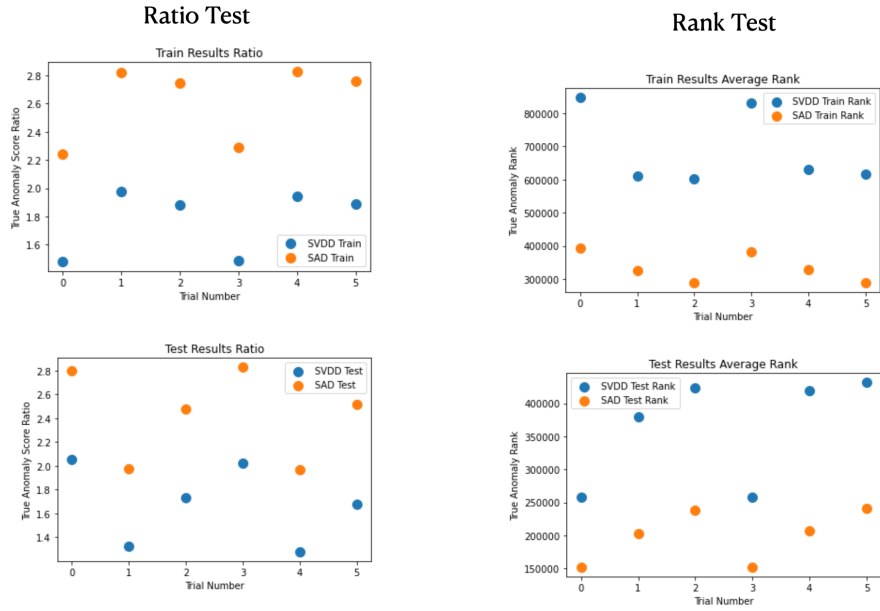 Ratio Test
Rank Test
Train Results Ratio
True Anomaly Score Ratio
2.8
2.6
2.4
2.2
2.0
1.8
1.6
SVDD Train
SAD Train
0 1 2 3 4 5
Trial Number
Train Results Average Rank
True Anomaly Rank
800000
700000
600000
500000
400000
300000
SVDD Train Rank
SAD Train Rank
0 1 2 3 4 5
Trial Number
Test Results Ratio
True Anomaly Score Ratio
2.8
2.6
2.4
2.2
2.0
1.8
1.6
1.4
SVDD Test
SAD Test
0 1 2 3 4 5
Trial Number
Test Results Average Rank
True Anomaly Rank
400000
350000
300000
250000
200000
150000
SVDD Test Rank
SAD Test Rank
0 1 2 3 4 5
Trial Number